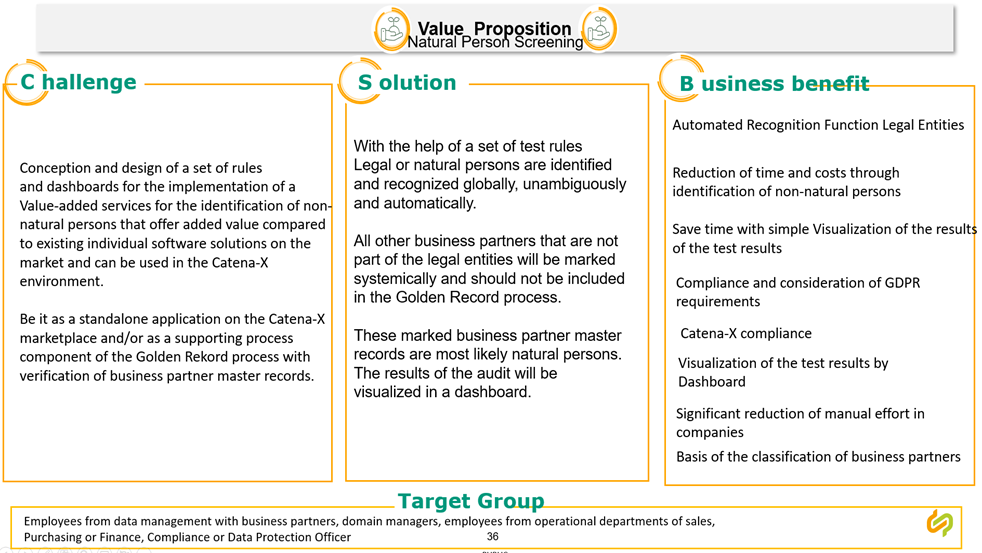 Value Proposition
Natural Person Screening
C hallenge
Conception and design of a set of rules
and dashboards for the implementation of a
Value-added services for the identification of non-
natural persons that offer added value compared
to existing individual software solutions on the
market and can be used in the Catena-X
environment.
Be it as a standalone application on the Catena-X
marketplace and/or as a supporting process
component of the Golden Rekord process with
verification of business partner master records.
S olution
With the help of a set of test rules
Legal or natural persons are identified
and recognized globally, unambiguously
and automatically.
All other business partners that are not
part of the legal entities will be marked
systemically and should not be included
in the Golden Record process.
These marked business partner master
records are most likely natural persons.
The results of the audit will be
visualized in a dashboard.
B usiness benefit
Automated Recognition Function Legal Entities
Reduction of time and costs through
identification of non-natural persons
Save time with simple Visualization of the results
of the test results
Compliance and consideration of GDPR
requirements
Catena-X compliance
Visualization of the test results by
Dashboard
Significant reduction of manual effort in
companies
Basis of the classification of business partners
Target Group
Employees from data management with business partners, domain managers, employees from operational departments of sales,
Purchasing or Finance, Compliance or Data Protection Officer
36